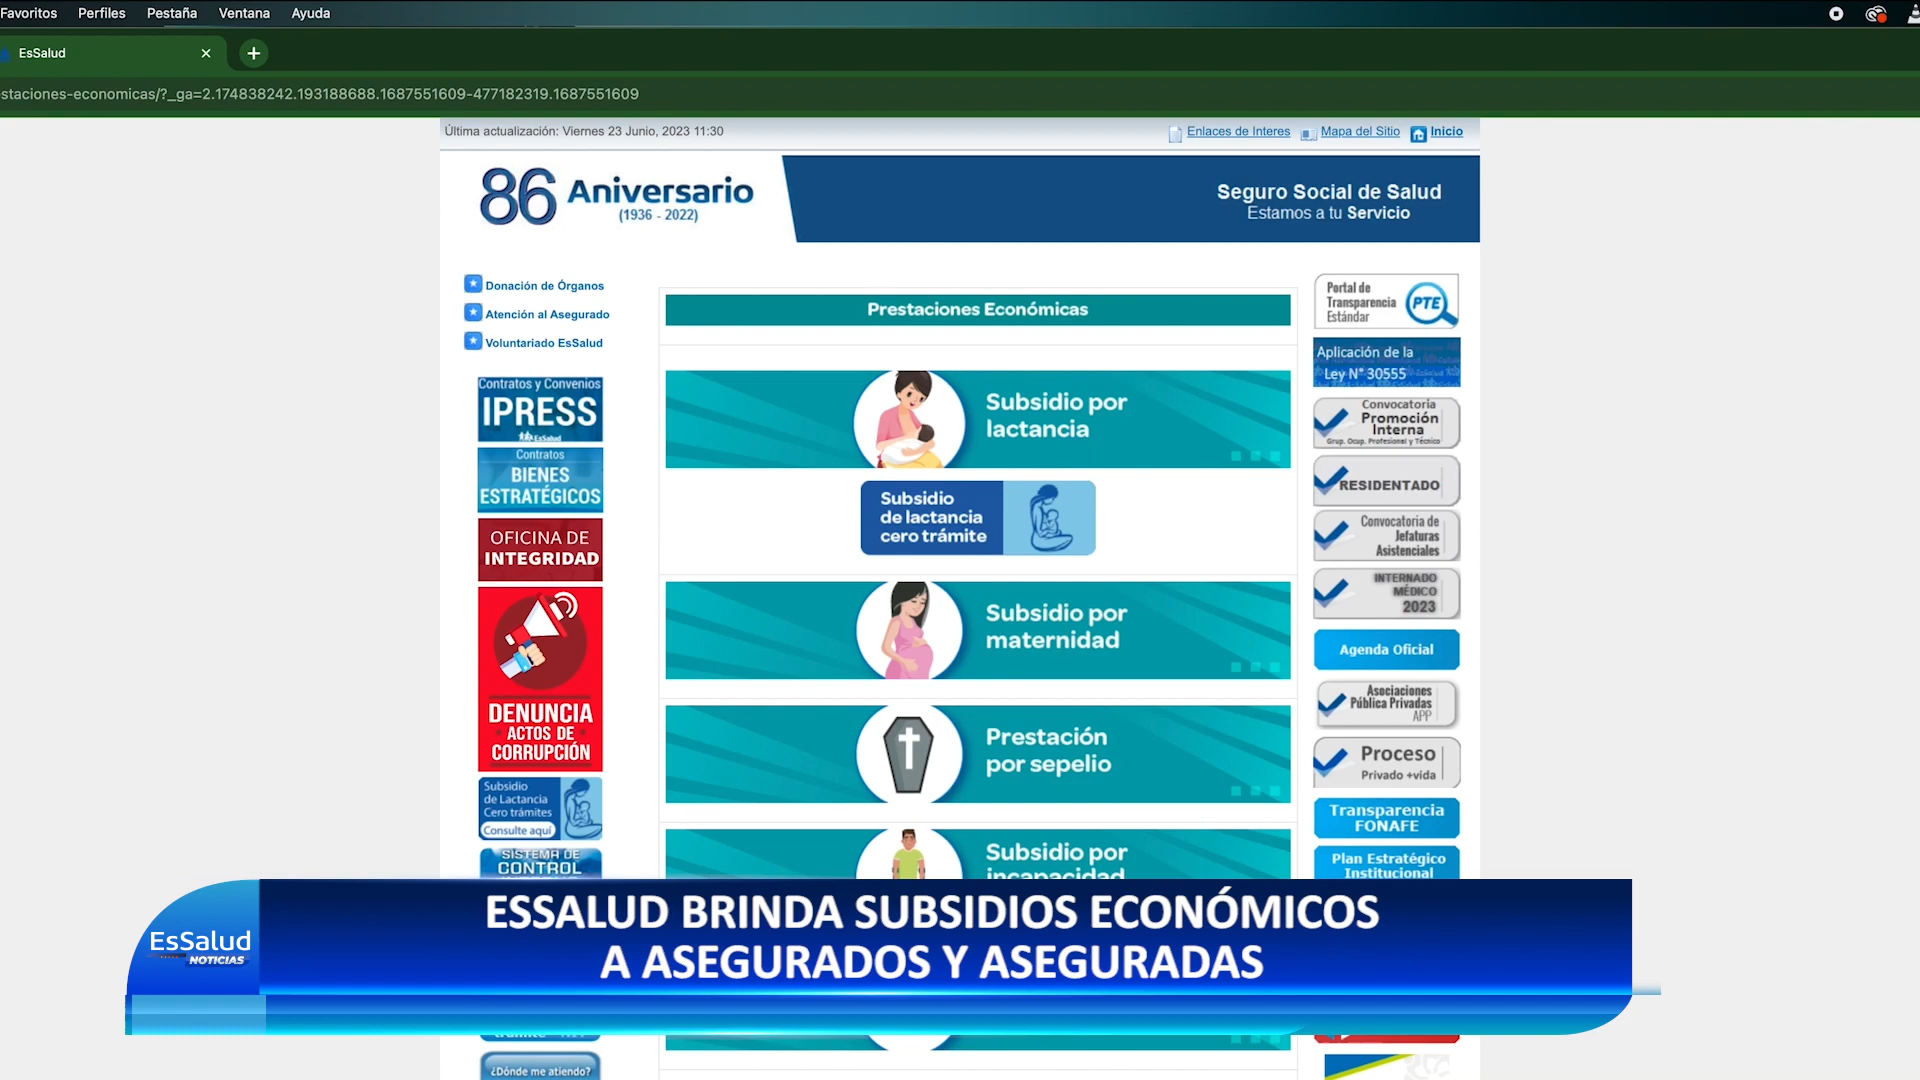 Favoritos Perfiles Pestaña Ventana Ayuda
EsSalud
staciones-economicas/?_ga=2.174838242.193188688.1687551609-477182319.1687551609
Última actualización: Viernes 23 Junio, 2023 11:30
Enlaces de Interes Mapa del Sitio Inicio
86 Aniversario
(1936 - 2022)
Seguro Social de Salud
Estamos a tu Servicio
Donación de Órganos
Atención al Asegurado
Voluntariado EsSalud
Contratos y Convenios
IPRESS
EsSalud
Contratos
BIENES
ESTRATÉGICOS
OFICINA DE
INTEGRIDAD
DENUNCIA
ACTOS DE
CORRUPCIÓN
Subsidio
de Lactancia
Cero trámites
Consulte aquí
SISTEMA DE
CONTROL
Prestaciones Económicas
Subsidio por
lactancia
Subsidio
de lactancia
cero trámite
Subsidio por
maternidad
Prestación
por sepelio
Subsidio por
incapacidad
Portal de
Transparencia
Estándar
PTE
Aplicación de la
Ley N° 30555
Convocatoria
Promoción
Interna
Grup. Ocup. Profesional y Técnico
RESIDENTADO
Convocatoria de
Jefaturas
Asistenciales
INTERNADO
MÉDICO
2023
Agenda Oficial
Asociaciones
Pública Privadas
APP
Proceso
Privado +vida
Transparencia
FONAFE
Plan Estratégico
Institucional
EsSalud
NOTICIAS
ESSALUD BRINDA SUBSIDIOS ECONÓMICOS
A ASEGURADOS Y ASEGURADAS
¿Dónde me atiendo?